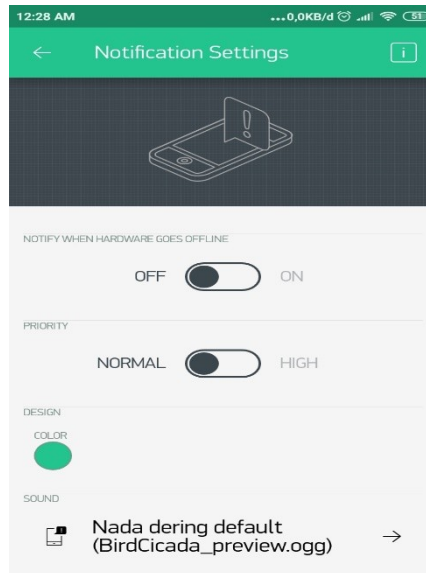 12:28 AM ...0,0KB/d 51
Notification Settings
i
!
NOTIFY WHEN HARDWARE GOES OFFLINE
OFF ON
PRIORITY
NORMAL HIGH
DESIGN
COLOR
SOUND
Nada dering default
(BirdCicada_preview.ogg)